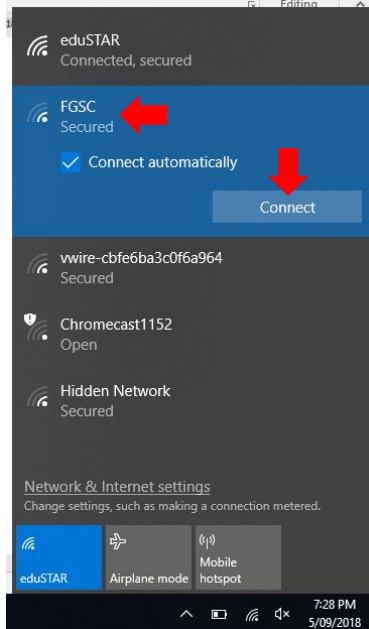 Editing
eduSTAR
Connected, secured
FGSC
Secured
Connect automatically
Connect
vwire-cbfe6ba3c0f6a964
Secured
Chromecast1152
Open
Hidden Network
Secured
Network & Internet settings
Change settings, such as making a connection metered.
eduSTAR
Airplane mode
Mobile
hotspot
7:28 PM
5/09/2018